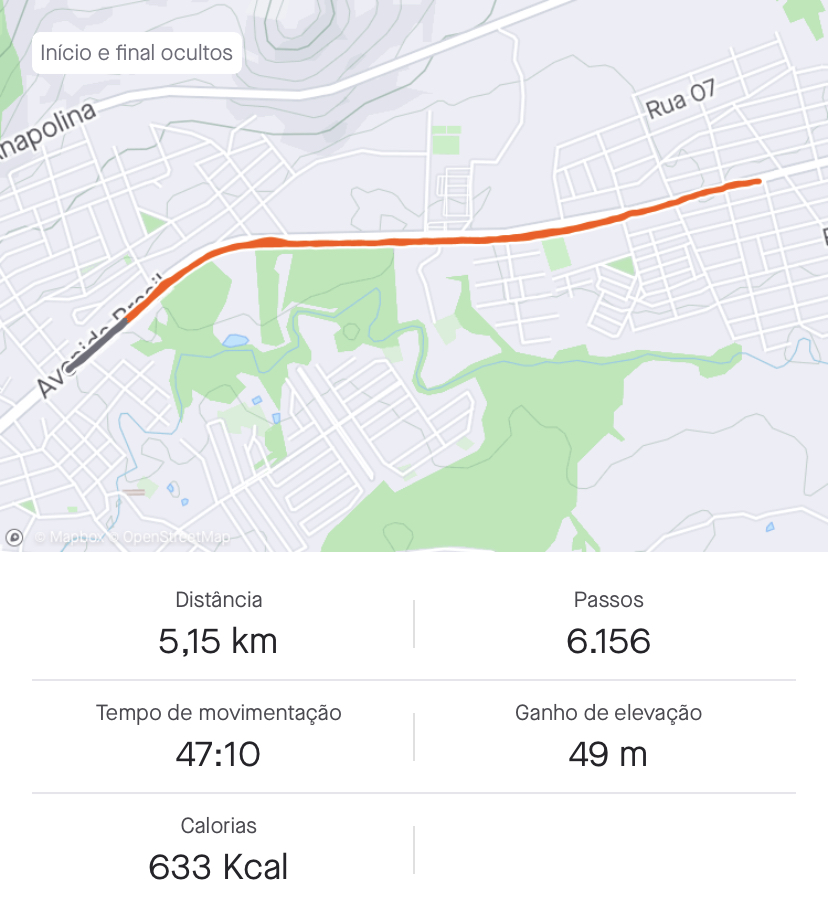 Início e final ocultos
Rua 07
Avenida Brasil
© Mapbox © OpenStreetMap
Distância
Passos
5,15 km
6.156
Tempo de movimentação
Ganho de elevação
47:10
49 m
Calorias
633 Kcal